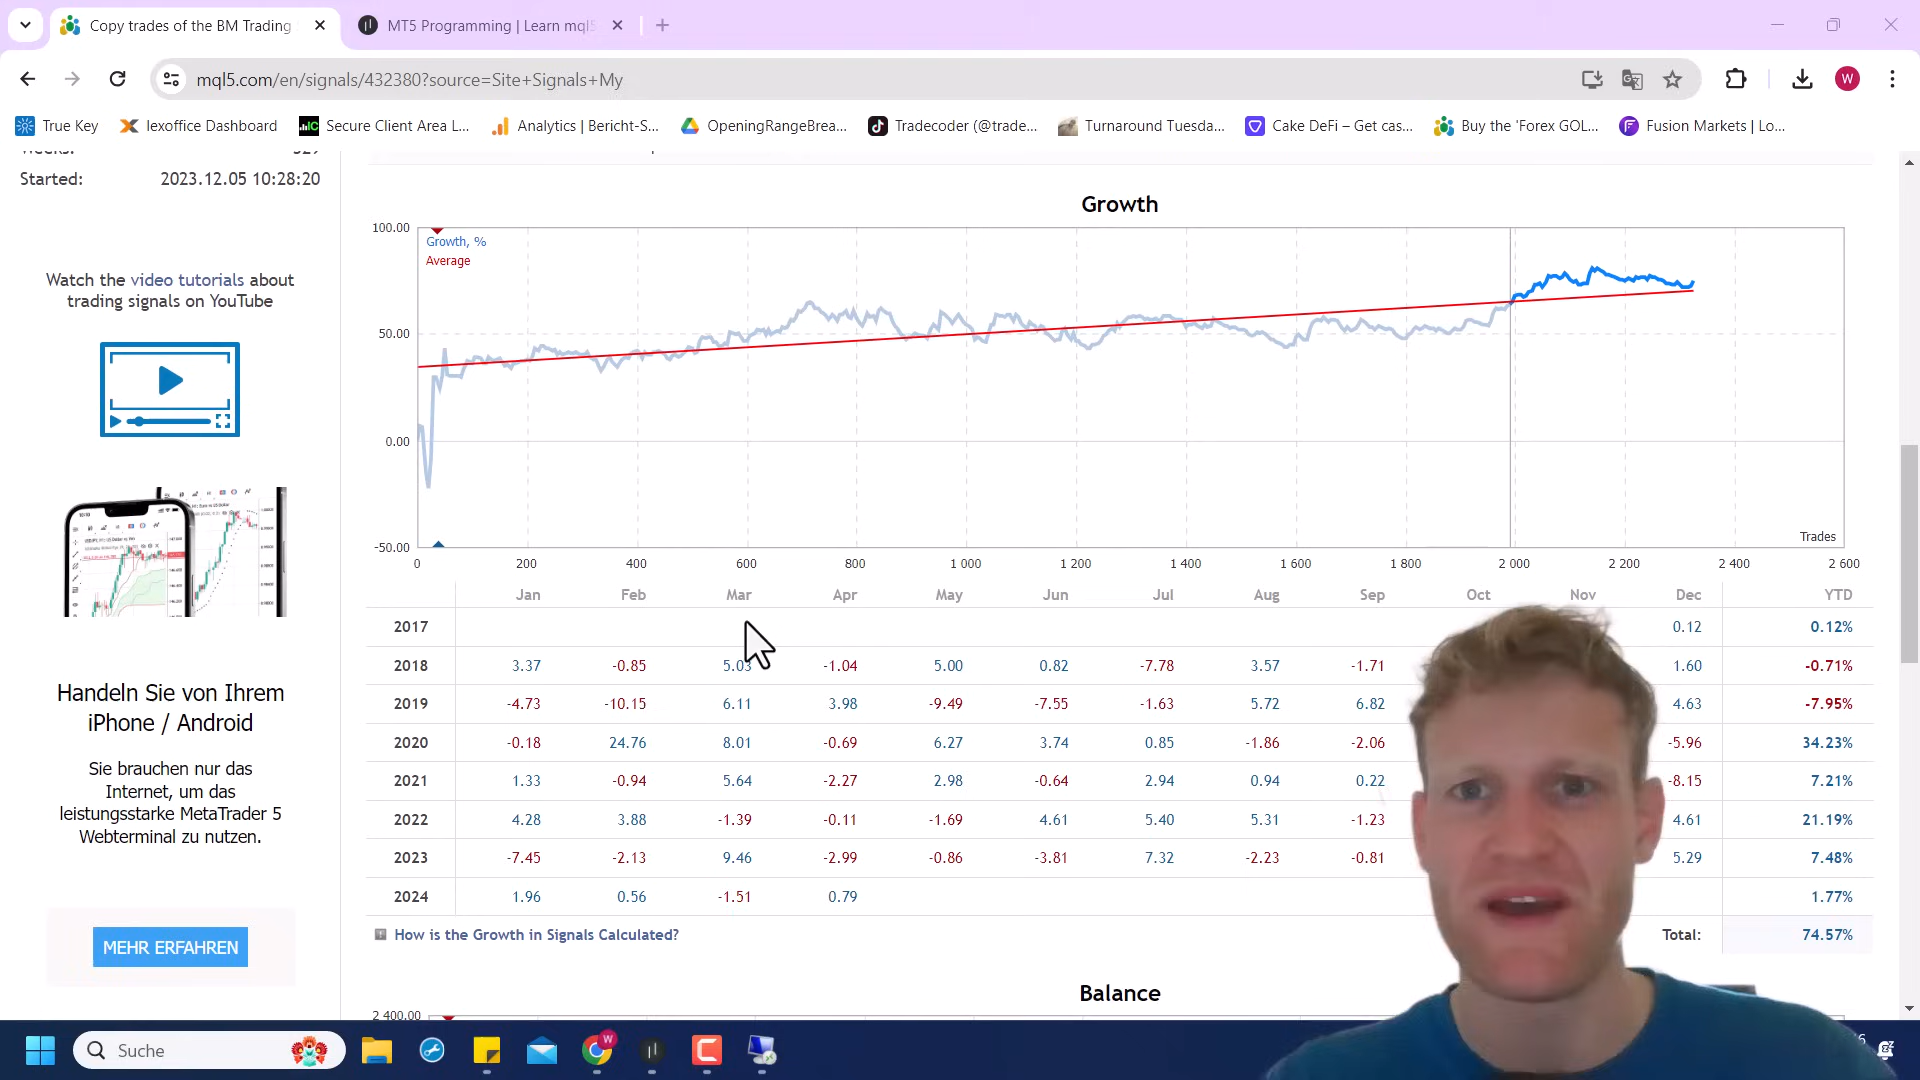 Copy trades of the BM Trading
MT5 Programming | Learn mql5
mql5.com/en/signals/432380?source=Site+Signals+My
W
True Key
lexoffice Dashboard
Secure Client Area L...
Analytics | Bericht-S...
OpeningRangeBrea...
Tradecoder (@trade...
Turnaround Tuesda...
Cake DeFi – Get cas...
Buy the 'Forex GOL...
Fusion Markets | Lo...
Started: 2023.12.05 10:28:20
Watch the video tutorials about
trading signals on YouTube
Handeln Sie von Ihrem
iPhone / Android
Sie brauchen nur das
Internet, um das
leistungsstarke MetaTrader 5
Webterminal zu nutzen.
MEHR ERFAHREN
Growth
Growth, %
Average
100.00
50.00
0.00
-50.00
Trades
0 200 400 600 800 1 000 1 200 1 400 1 600 1 800 2 000 2 200 2 400 2 600
Jan Feb Mar Apr May Jun Jul Aug Sep Oct Nov Dec YTD
2017 0.12 0.12%
2018 3.37 -0.85 5.03 -1.04 5.00 0.82 -7.78 3.57 -1.71 1.60 -0.71%
2019 -4.73 -10.15 6.11 3.98 -9.49 -7.55 -1.63 5.72 6.82 4.63 -7.95%
2020 -0.18 24.76 8.01 -0.69 6.27 3.74 0.85 -1.86 -2.06 -5.96 34.23%
2021 1.33 -0.94 5.64 -2.27 2.98 -0.64 2.94 0.94 0.22 -8.15 7.21%
2022 4.28 3.88 -1.39 -0.11 -1.69 4.61 5.40 5.31 -1.23 4.61 21.19%
2023 -7.45 -2.13 9.46 -2.99 -0.86 -3.81 7.32 -2.23 -0.81 5.29 7.48%
2024 1.96 0.56 -1.51 0.79 1.77%
How is the Growth in Signals Calculated?
Total: 74.57%
Balance
2 400.00
Suche
W